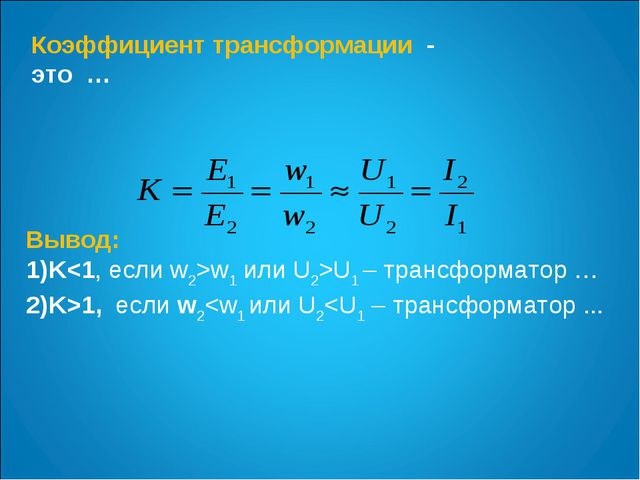 Коэффициент трансформации -
это ...
K = E₁/E₂ = w₁/w₂ ≈ U₁/U₂ = I₂/I₁
Вывод:
1)K<1, если w₂>w₁ или U₂>U₁ – трансформатор ...
2)K>1, если w₂<w₁ или U₂<U₁ – трансформатор ...